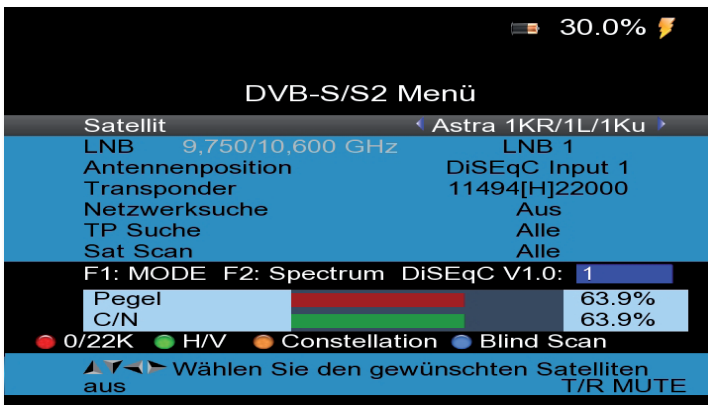 30.0%
DVB-S/S2 Menü
Satellit Astra 1KR/1L/1Ku
LNB 9,750/10,600 GHz LNB 1
Antennenposition DiSEqC Input 1
Transponder 11494[H]22000
Netzwerksuche Aus
TP Suche Alle
Sat Scan Alle
F1: MODE F2: Spectrum DiSEqC V1.0: 1
Pegel 63.9%
C/N 63.9%
0/22K H/V Constellation Blind Scan
Wählen Sie den gewünschten Satelliten
aus T/R MUTE